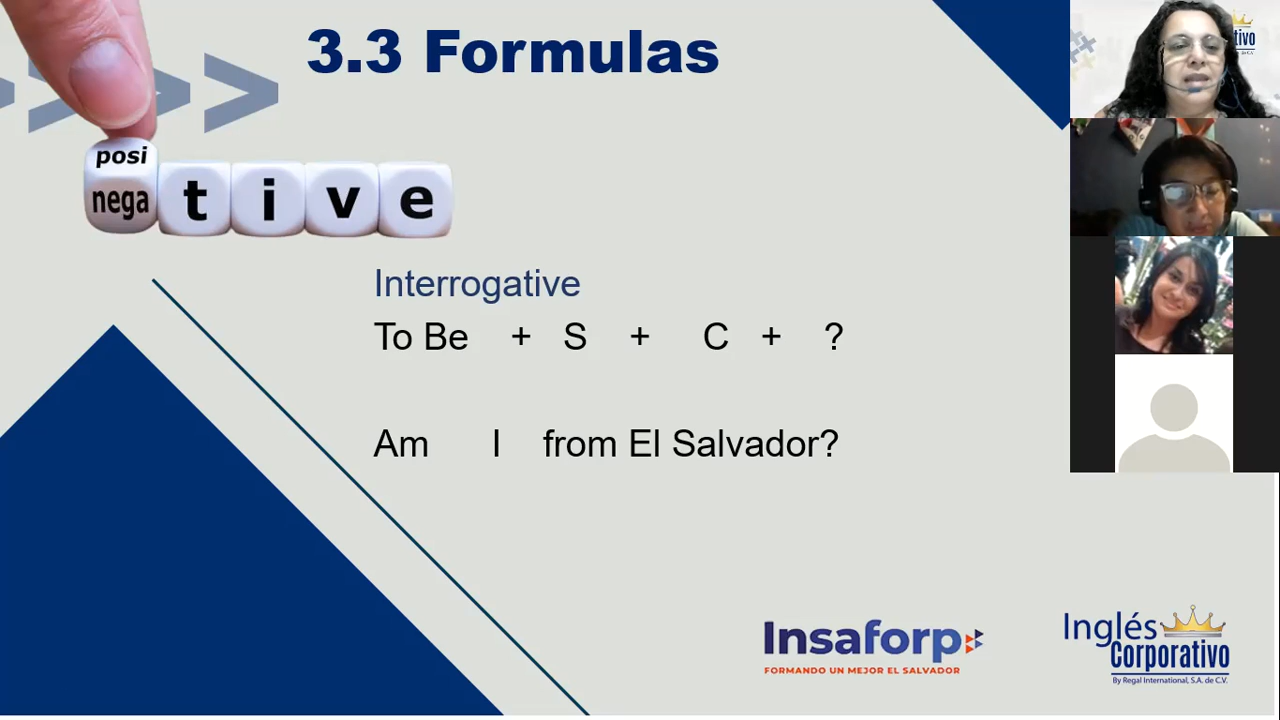 3.3 Formulas
posi
nega t i v e
Interrogative
To Be + S + C + ?
Am I from El Salvador?
Insaforp
FORMANDO UN MEJOR EL SALVADOR
Inglés
Corporativo
By Regal International, S.A. de C.V.